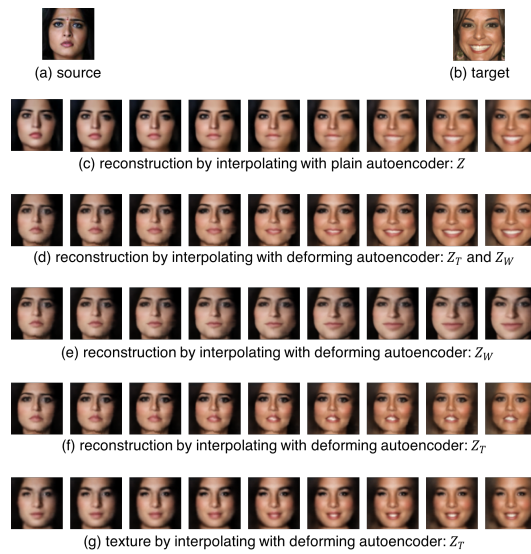 (a) source
(b) target
(c) reconstruction by interpolating with plain autoencoder: Z
(d) reconstruction by interpolating with deforming autoencoder: Z_T and Z_W
(e) reconstruction by interpolating with deforming autoencoder: Z_W
(f) reconstruction by interpolating with deforming autoencoder: Z_T
(g) texture by interpolating with deforming autoencoder: Z_T